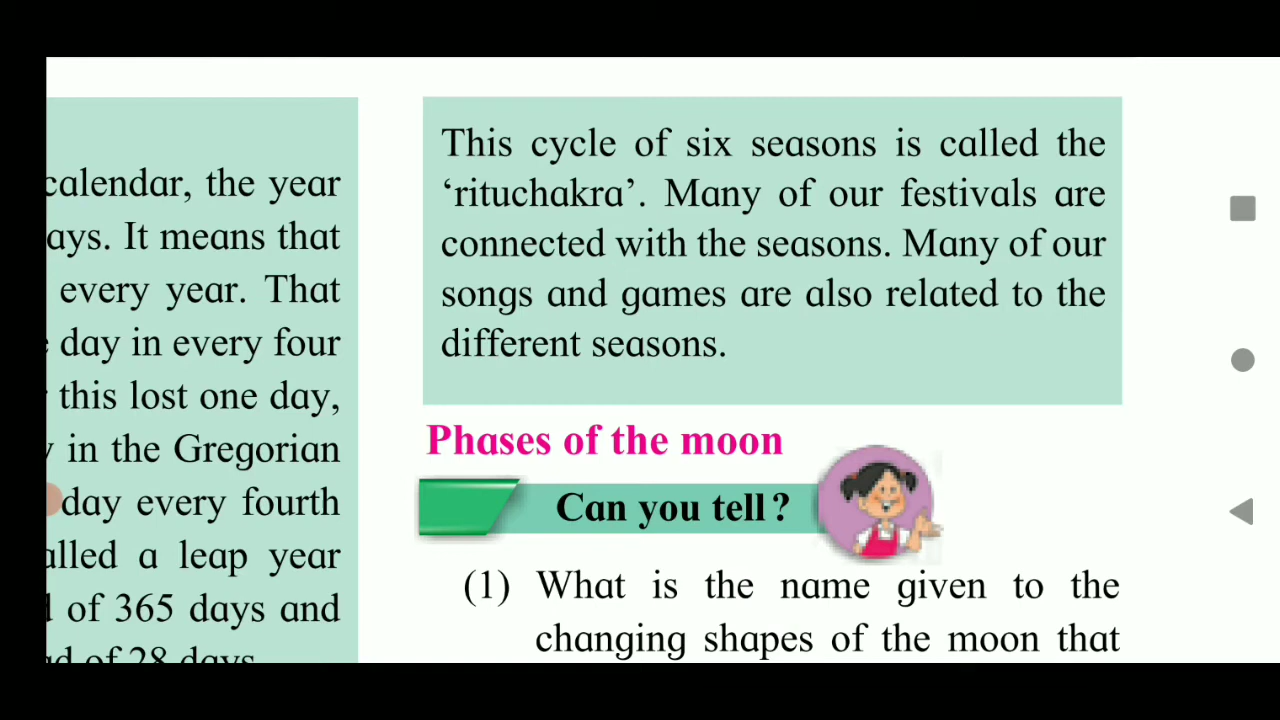 calendar, the year
ays. It means that
every year. That
day in every four
this lost one day,
in the Gregorian
day every fourth
alled a leap year
of 365 days and
of 28 days
This cycle of six seasons is called the
‘rituchakra’. Many of our festivals are
connected with the seasons. Many of our
songs and games are also related to the
different seasons.
Phases of the moon
Can you tell?
(1) What is the name given to the
changing shapes of the moon that